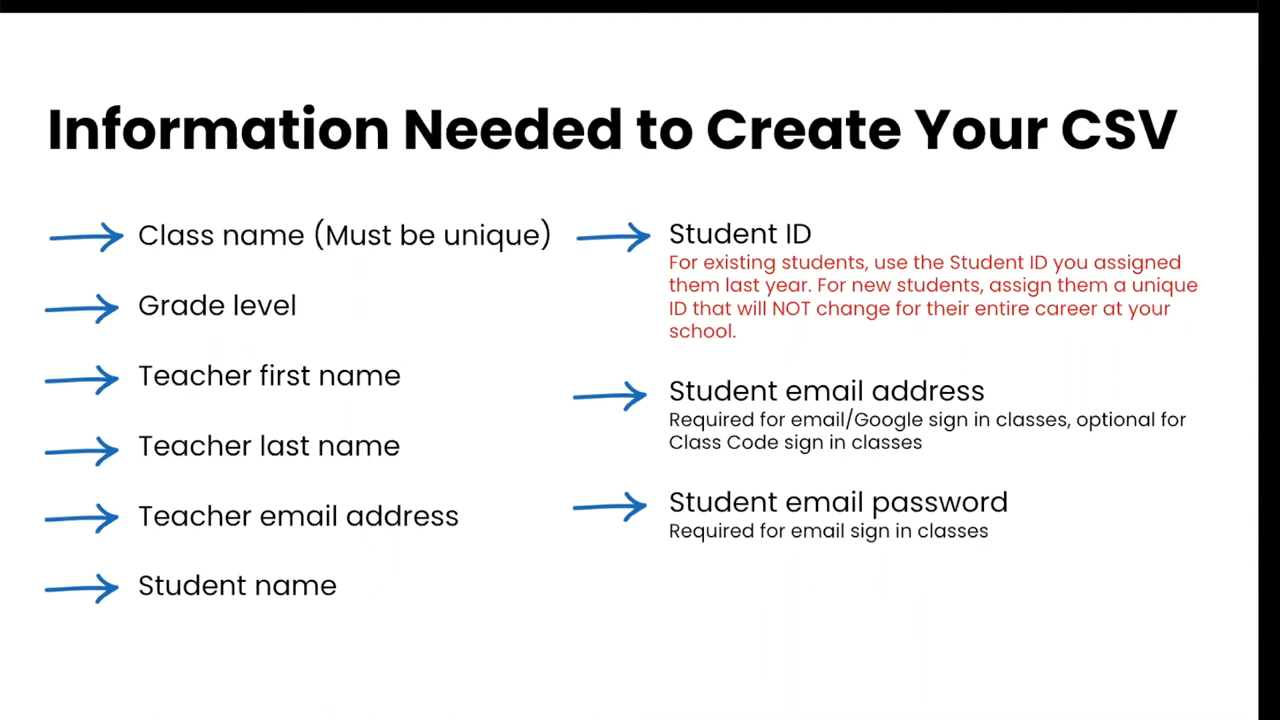 Information Needed to Create Your CSV
Class name (Must be unique)
Grade level
Teacher first name
Teacher last name
Teacher email address
Student name
Student ID
For existing students, use the Student ID you assigned
them last year. For new students, assign them a unique
ID that will NOT change for their entire career at your
school.
Student email address
Required for email/Google sign in classes, optional for
Class Code sign in classes
Student email password
Required for email sign in classes